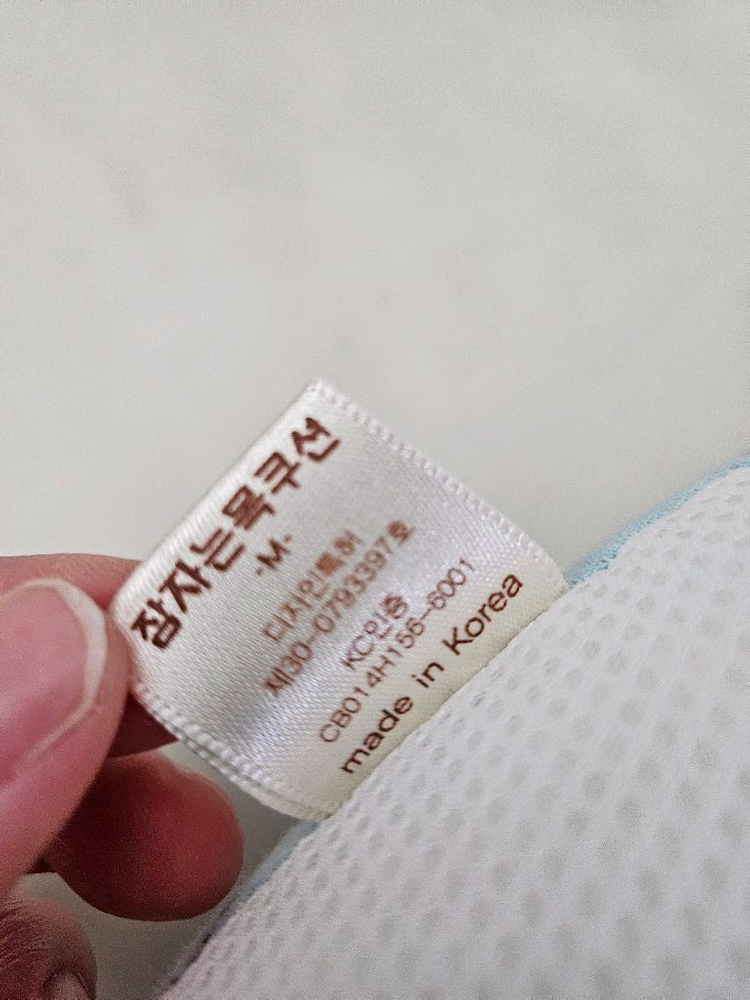 잠자는목쿠션
-M-
디자인특허
제30-0793397호
KC인증
CB014H156-6001
made in Korea